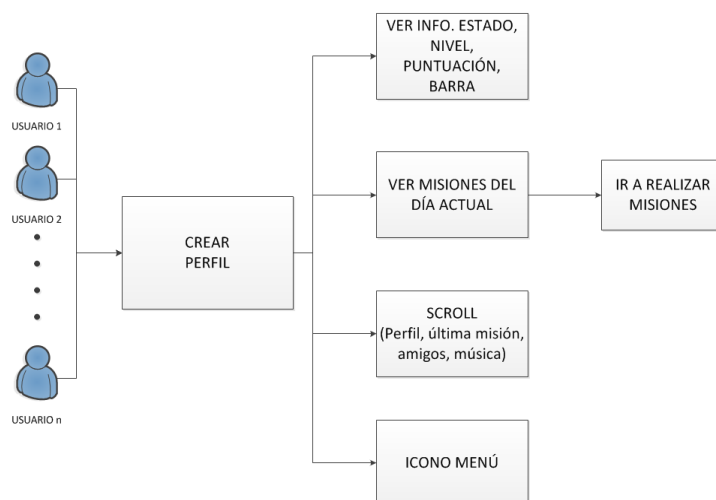 USUARIO 1
USUARIO 2
USUARIO n
CREAR
PERFIL
VER INFO. ESTADO,
NIVEL,
PUNTUACIÓN,
BARRA
VER MISIONES DEL
DÍA ACTUAL
IR A REALIZAR
MISIONES
SCROLL
(Perfil, última misión,
amigos, música)
ICONO MENÚ